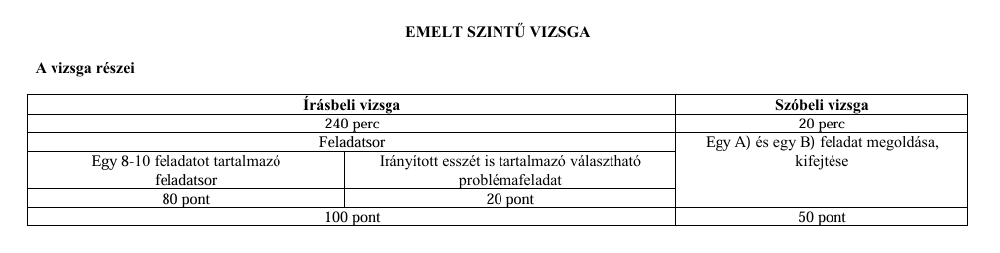 EMELT SZINTŰ VIZSGA
A vizsga részei
Írásbeli vizsga
Szóbeli vizsga
240 perc
20 perc
Feladatsor
Egy A) és egy B) feladat megoldása,
kifejtése
Egy 8-10 feladatot tartalmazó
feladatsor
Irányított esszét is tartalmazó választható
problémafeladat
80 pont
20 pont
100 pont
50 pont